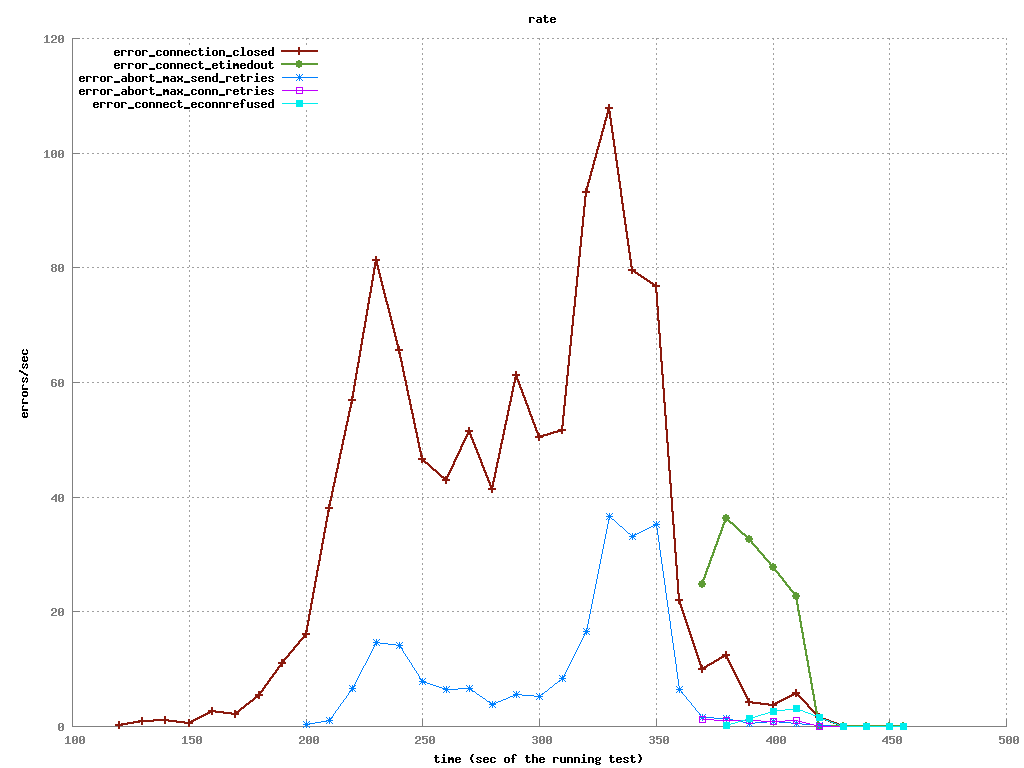 rate
error_connection_closed
error_connect_etimedout
error_abort_max_send_retries
error_abort_max_conn_retries
error_connect_econnrefused
120
100
80
60
40
20
0
errors/sec
100 150 200 250 300 350 400 450 500
time (sec of the running test)